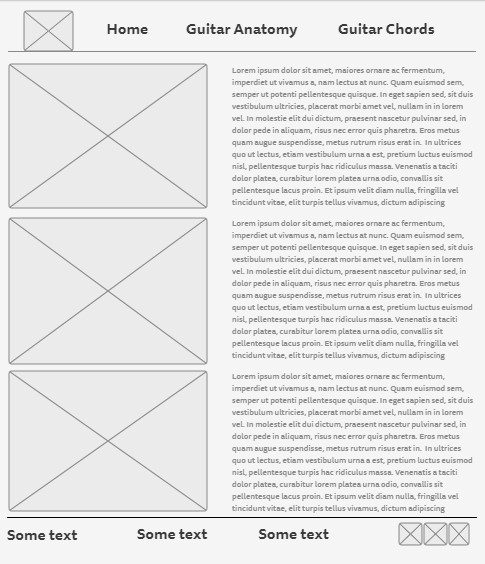 Home Guitar Anatomy Guitar Chords
Lorem ipsum dolor sit amet, maiores ornare ac fermentum,
imperdiet ut vivamus a, nam lectus at nunc. Quam euismod sem,
semper ut potenti pellentesque quisque. In eget sapien sed, sit duis
vestibulum ultricies, placerat morbi amet vel, nullam in in lorem
vel. In molestie elit dui dictum, praesent nascetur pulvinar sed, in
dolor pede in aliquam, risus nec error quis pharetra. Eros metus
quam augue suspendisse, metus rutrum risus erat in. In ultrices
quo ut lectus, etiam vestibulum urna a est, pretium luctus euismod
nisl, pellentesque turpis hac ridiculus massa. Venenatis a taciti
dolor platea, curabitur lorem platea urna odio, convallis sit
pellentesque lacus proin. Et ipsum velit diam nulla, fringilla vel
tincidunt vitae, elit turpis tellus vivamus, dictum adipiscing
Lorem ipsum dolor sit amet, maiores ornare ac fermentum,
imperdiet ut vivamus a, nam lectus at nunc. Quam euismod sem,
semper ut potenti pellentesque quisque. In eget sapien sed, sit duis
vestibulum ultricies, placerat morbi amet vel, nullam in in lorem
vel. In molestie elit dui dictum, praesent nascetur pulvinar sed, in
dolor pede in aliquam, risus nec error quis pharetra. Eros metus
quam augue suspendisse, metus rutrum risus erat in. In ultrices
quo ut lectus, etiam vestibulum urna a est, pretium luctus euismod
nisl, pellentesque turpis hac ridiculus massa. Venenatis a taciti
dolor platea, curabitur lorem platea urna odio, convallis sit
pellentesque lacus proin. Et ipsum velit diam nulla, fringilla vel
tincidunt vitae, elit turpis tellus vivamus, dictum adipiscing
Lorem ipsum dolor sit amet, maiores ornare ac fermentum,
imperdiet ut vivamus a, nam lectus at nunc. Quam euismod sem,
semper ut potenti pellentesque quisque. In eget sapien sed, sit duis
vestibulum ultricies, placerat morbi amet vel, nullam in in lorem
vel. In molestie elit dui dictum, praesent nascetur pulvinar sed, in
dolor pede in aliquam, risus nec error quis pharetra. Eros metus
quam augue suspendisse, metus rutrum risus erat in. In ultrices
quo ut lectus, etiam vestibulum urna a est, pretium luctus euismod
nisl, pellentesque turpis hac ridiculus massa. Venenatis a taciti
dolor platea, curabitur lorem platea urna odio, convallis sit
pellentesque lacus proin. Et ipsum velit diam nulla, fringilla vel
tincidunt vitae, elit turpis tellus vivamus, dictum adipiscing
Some text Some text Some text